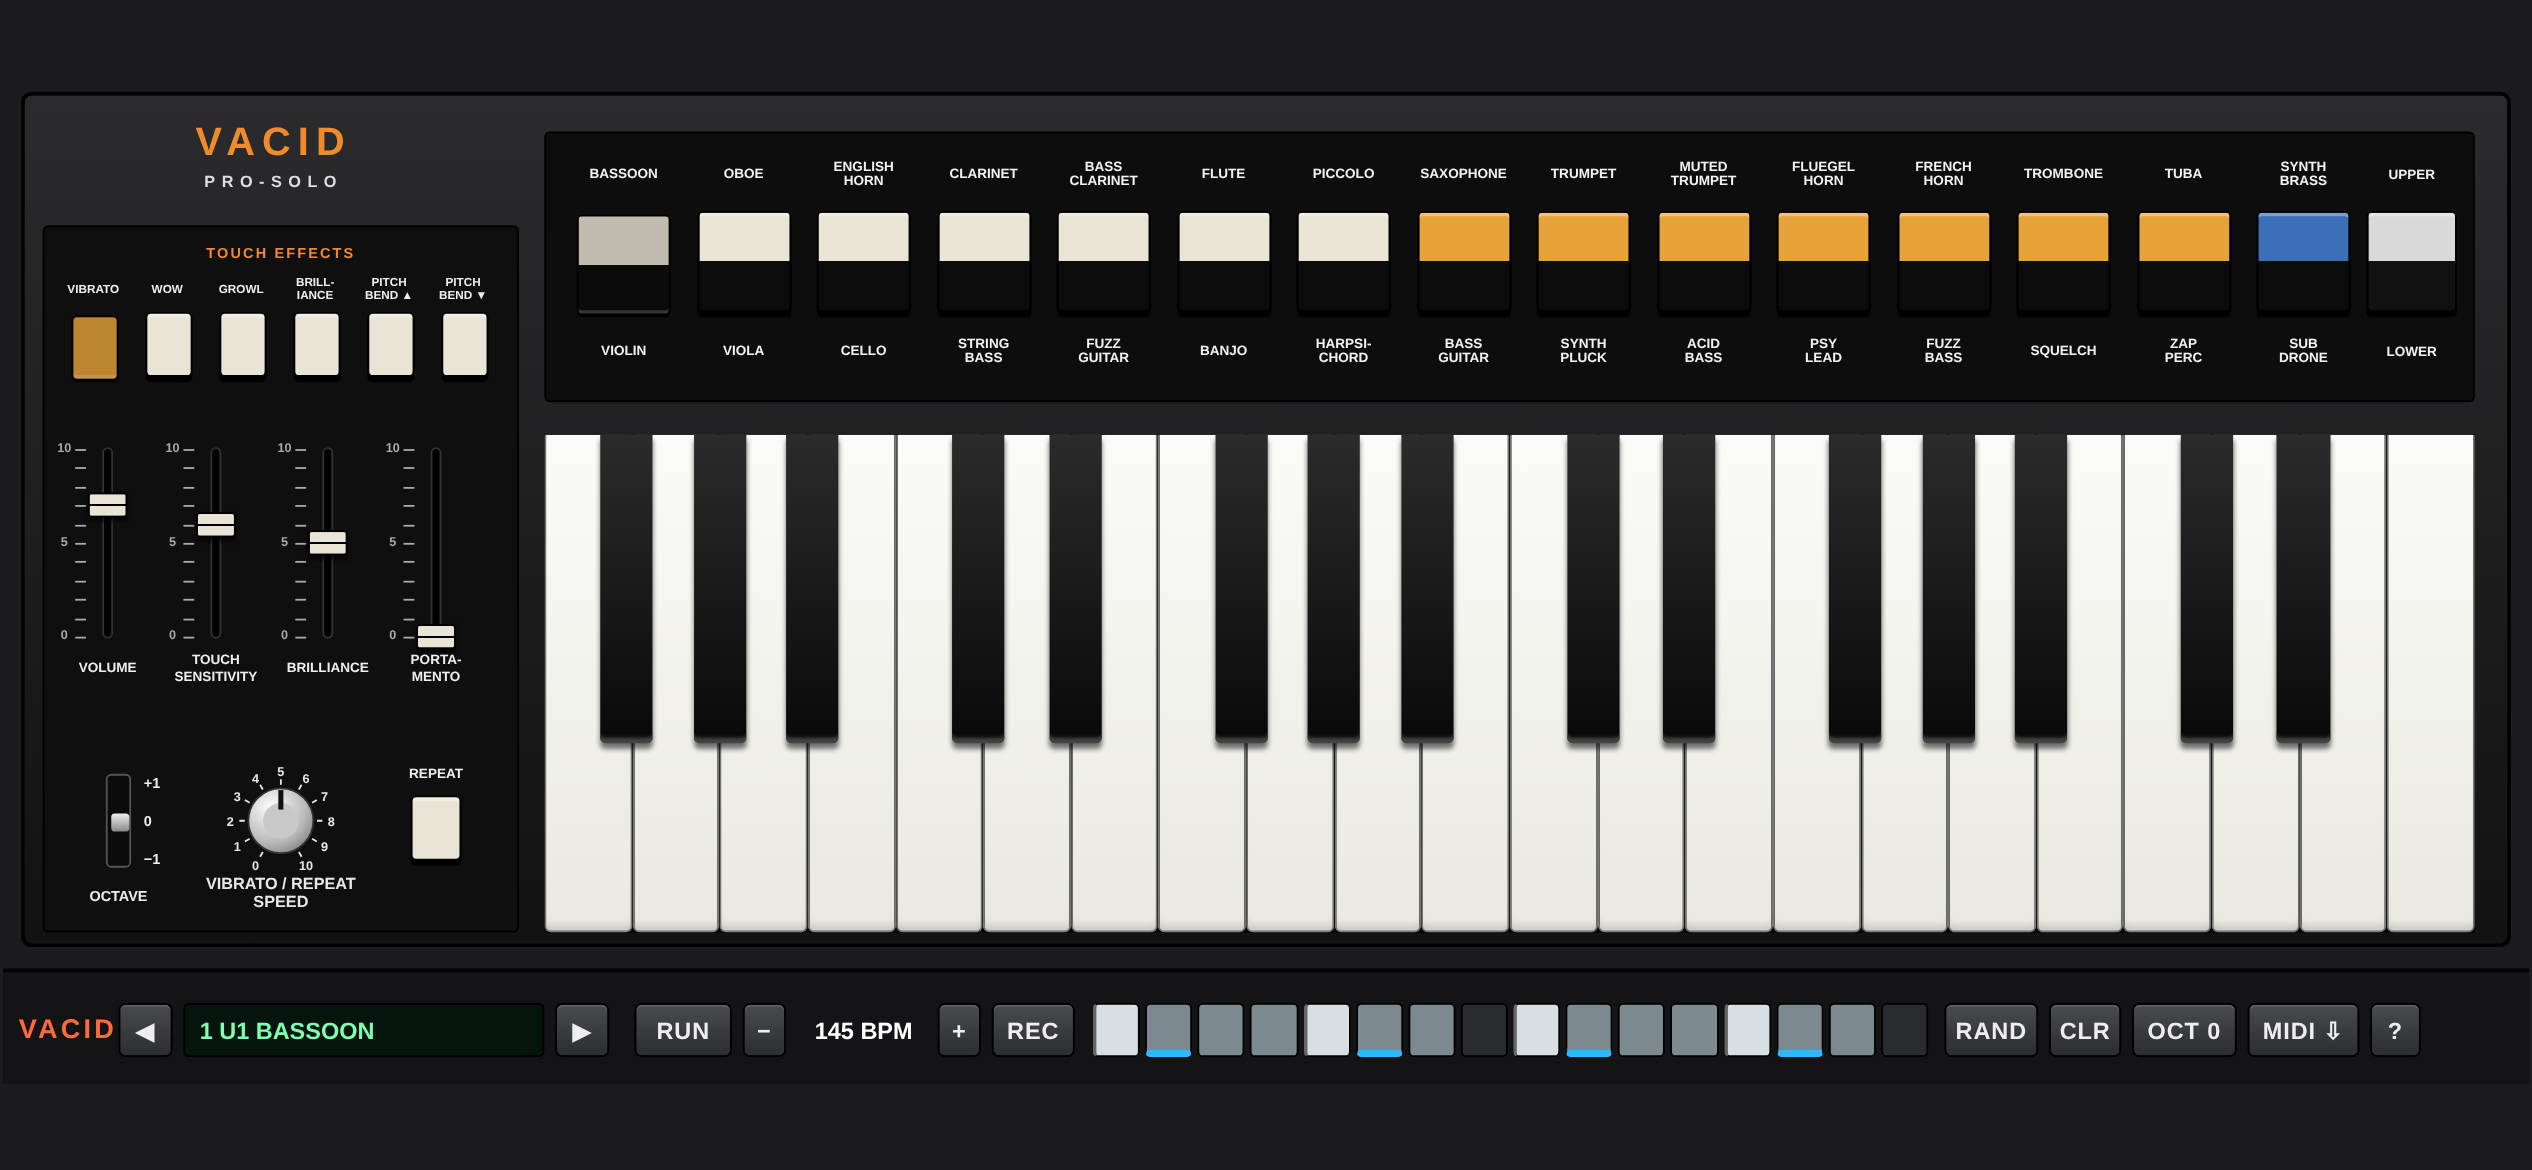 VACID
PRO-SOLO
TOUCH EFFECTS
VIBRATO WOW GROWL BRILL-IANCE PITCH BEND ▲ PITCH BEND ▼
10 10 10 10
5 5 5 5
0 0 0 0
VOLUME TOUCH SENSITIVITY BRILLIANCE PORTA-MENTO
+1
0
−1
OCTAVE
0 1 2 3 4 5 6 7 8 9 10
VIBRATO / REPEAT
SPEED
REPEAT
BASSOON OBOE ENGLISH HORN CLARINET BASS CLARINET FLUTE PICCOLO SAXOPHONE TRUMPET MUTED TRUMPET FLUEGEL HORN FRENCH HORN TROMBONE TUBA SYNTH BRASS UPPER
VIOLIN VIOLA CELLO STRING BASS FUZZ GUITAR BANJO HARPSI-CHORD BASS GUITAR SYNTH PLUCK ACID BASS PSY LEAD FUZZ BASS SQUELCH ZAP PERC SUB DRONE LOWER
VACID ◀ 1 U1 BASSOON ▶ RUN − 145 BPM + REC RAND CLR OCT 0 MIDI ⇩ ?